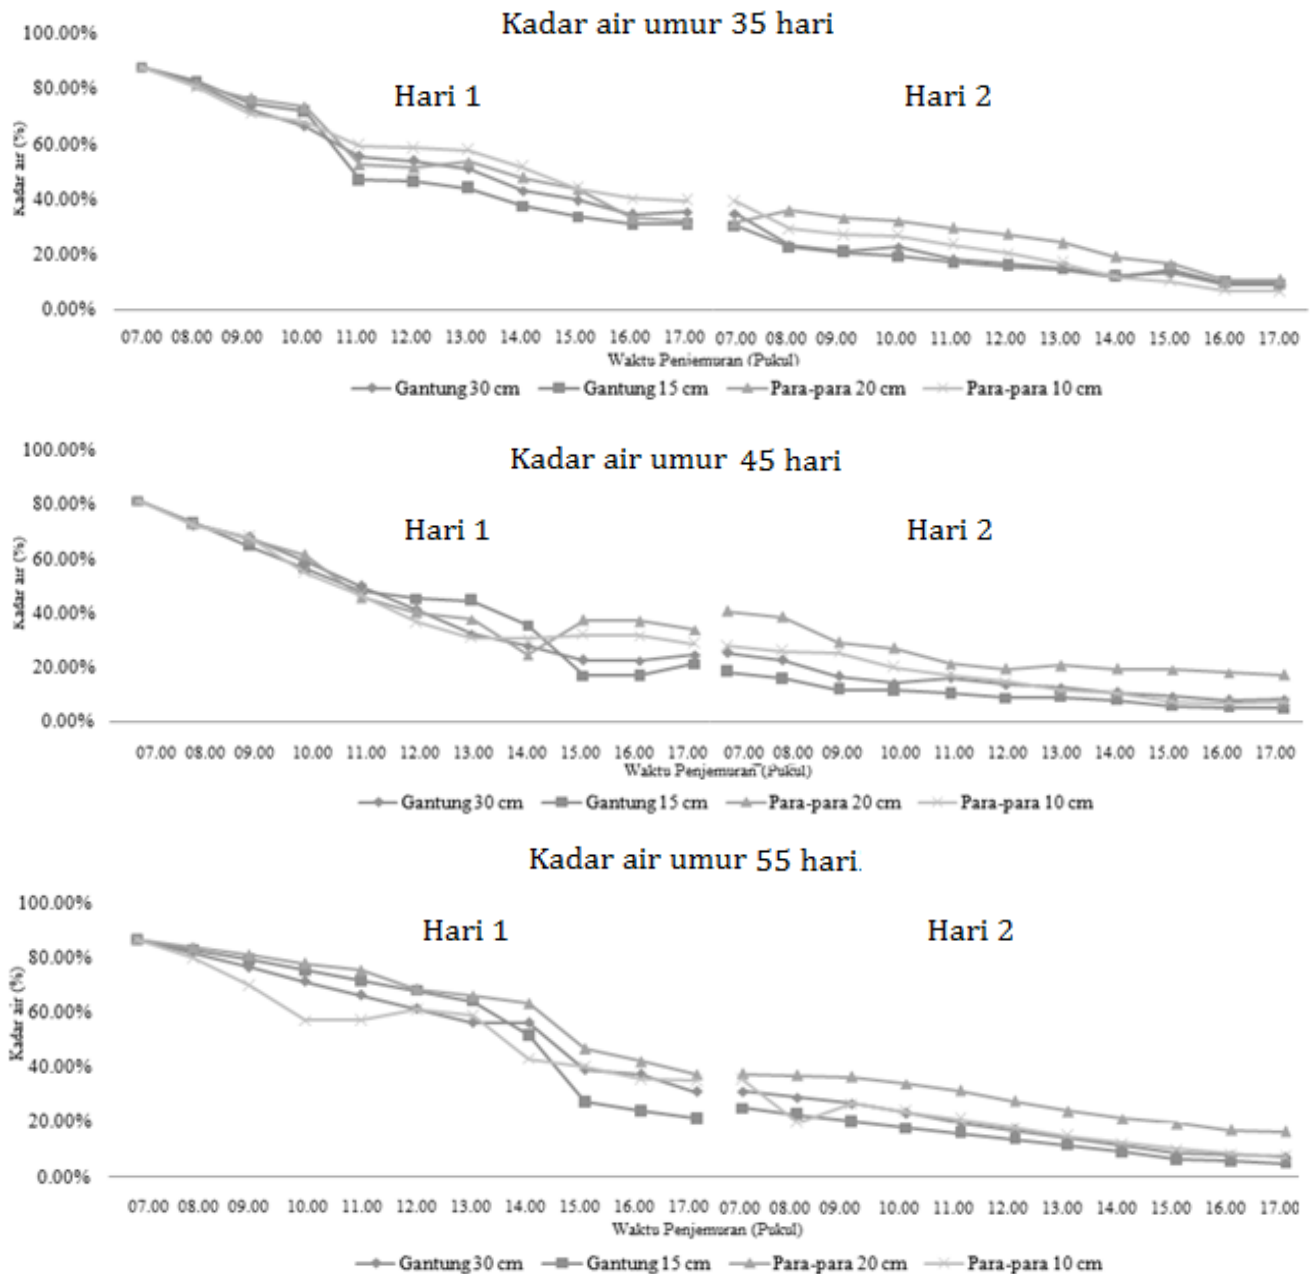 Kadar air umur 35 hari
100.00%
80.00%
60.00%
40.00%
20.00%
0.00%
Kadar air (%)
Hari 1
Hari 2
07.00 08.00 09.00 10.00 11.00 12.00 13.00 14.00 15.00 16.00 17.00 07.00 08.00 09.00 10.00 11.00 12.00 13.00 14.00 15.00 16.00 17.00
Waktu Penjemuran (Pukul)
Gantung 30 cm Gantung 15 cm Para-para 20 cm Para-para 10 cm
Kadar air umur 45 hari
100.00%
80.00%
60.00%
40.00%
20.00%
0.00%
Kadar air (%)
Hari 1
Hari 2
07.00 08.00 09.00 10.00 11.00 12.00 13.00 14.00 15.00 16.00 17.00 07.00 08.00 09.00 10.00 11.00 12.00 13.00 14.00 15.00 16.00 17.00
Waktu Penjemuran (Pukul)
Gantung 30 cm Gantung 15 cm Para-para 20 cm Para-para 10 cm
Kadar air umur 55 hari.
100.00%
80.00%
60.00%
40.00%
20.00%
0.00%
Kadar air (%)
Hari 1
Hari 2
07.00 08.00 09.00 10.00 11.00 12.00 13.00 14.00 15.00 16.00 17.00 07.00 08.00 09.00 10.00 11.00 12.00 13.00 14.00 15.00 16.00 17.00
Waktu Penjemuran (Pukul)
Gantung 30 cm Gantung 15 cm Para-para 20 cm Para-para 10 cm